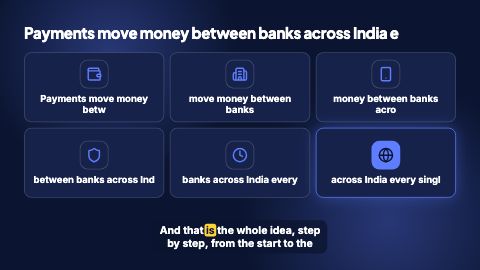 Payments move money between banks across India e
Payments move money
betw
move money between
banks
money between banks
acro
between banks across Ind
banks across India every
across India every singl
And that is the whole idea, step
by step, from the start to the